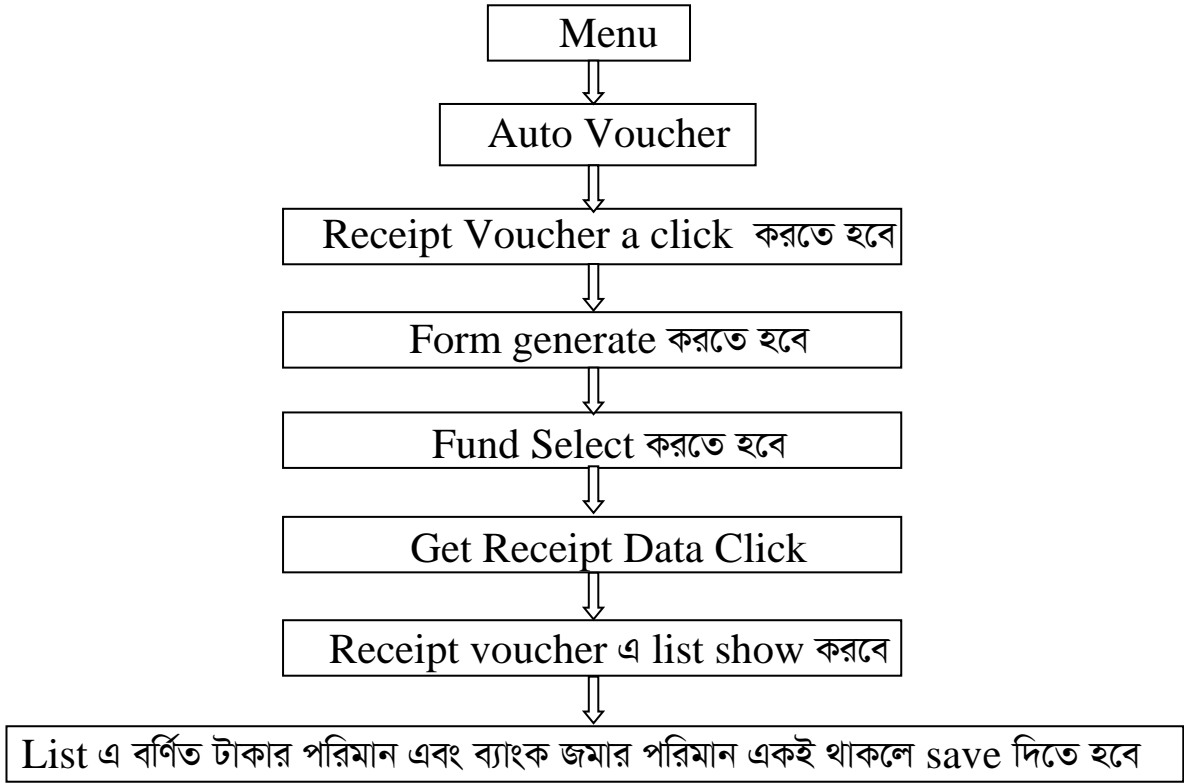 Menu
Auto Voucher
Receipt Voucher a click করতে হবে
Form generate করতে হবে
Fund Select করতে হবে
Get Receipt Data Click
Receipt voucher এ list show করবে
List এ বর্ণিত টাকার পরিমান এবং ব্যাংক জমার পরিমান একই থাকলে save দিতে হবে